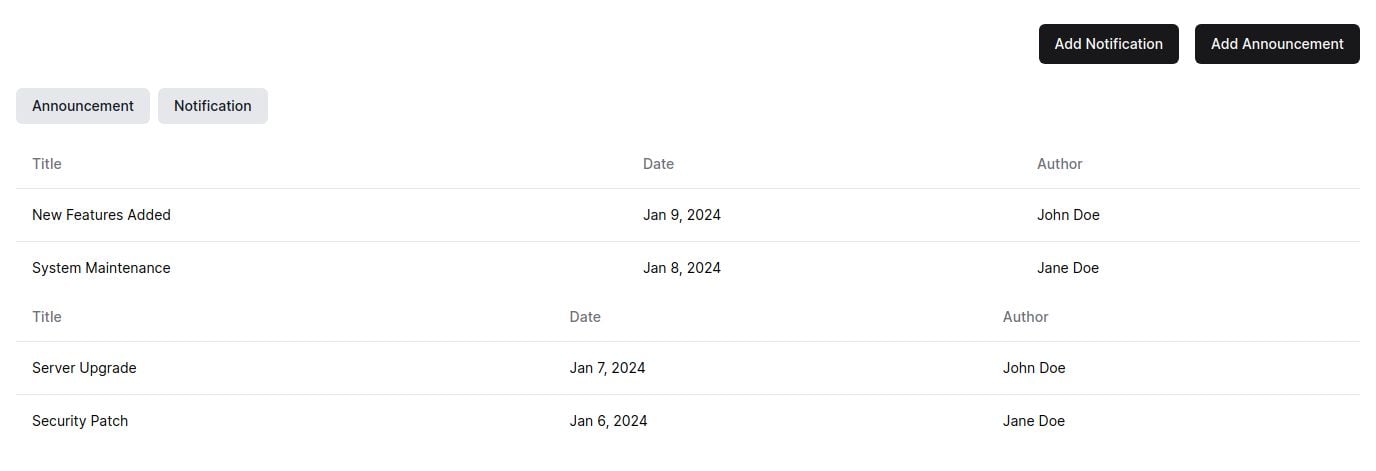 Add Notification Add Announcement
Announcement Notification
Title Date Author
New Features Added Jan 9, 2024 John Doe
System Maintenance Jan 8, 2024 Jane Doe
Title Date Author
Server Upgrade Jan 7, 2024 John Doe
Security Patch Jan 6, 2024 Jane Doe